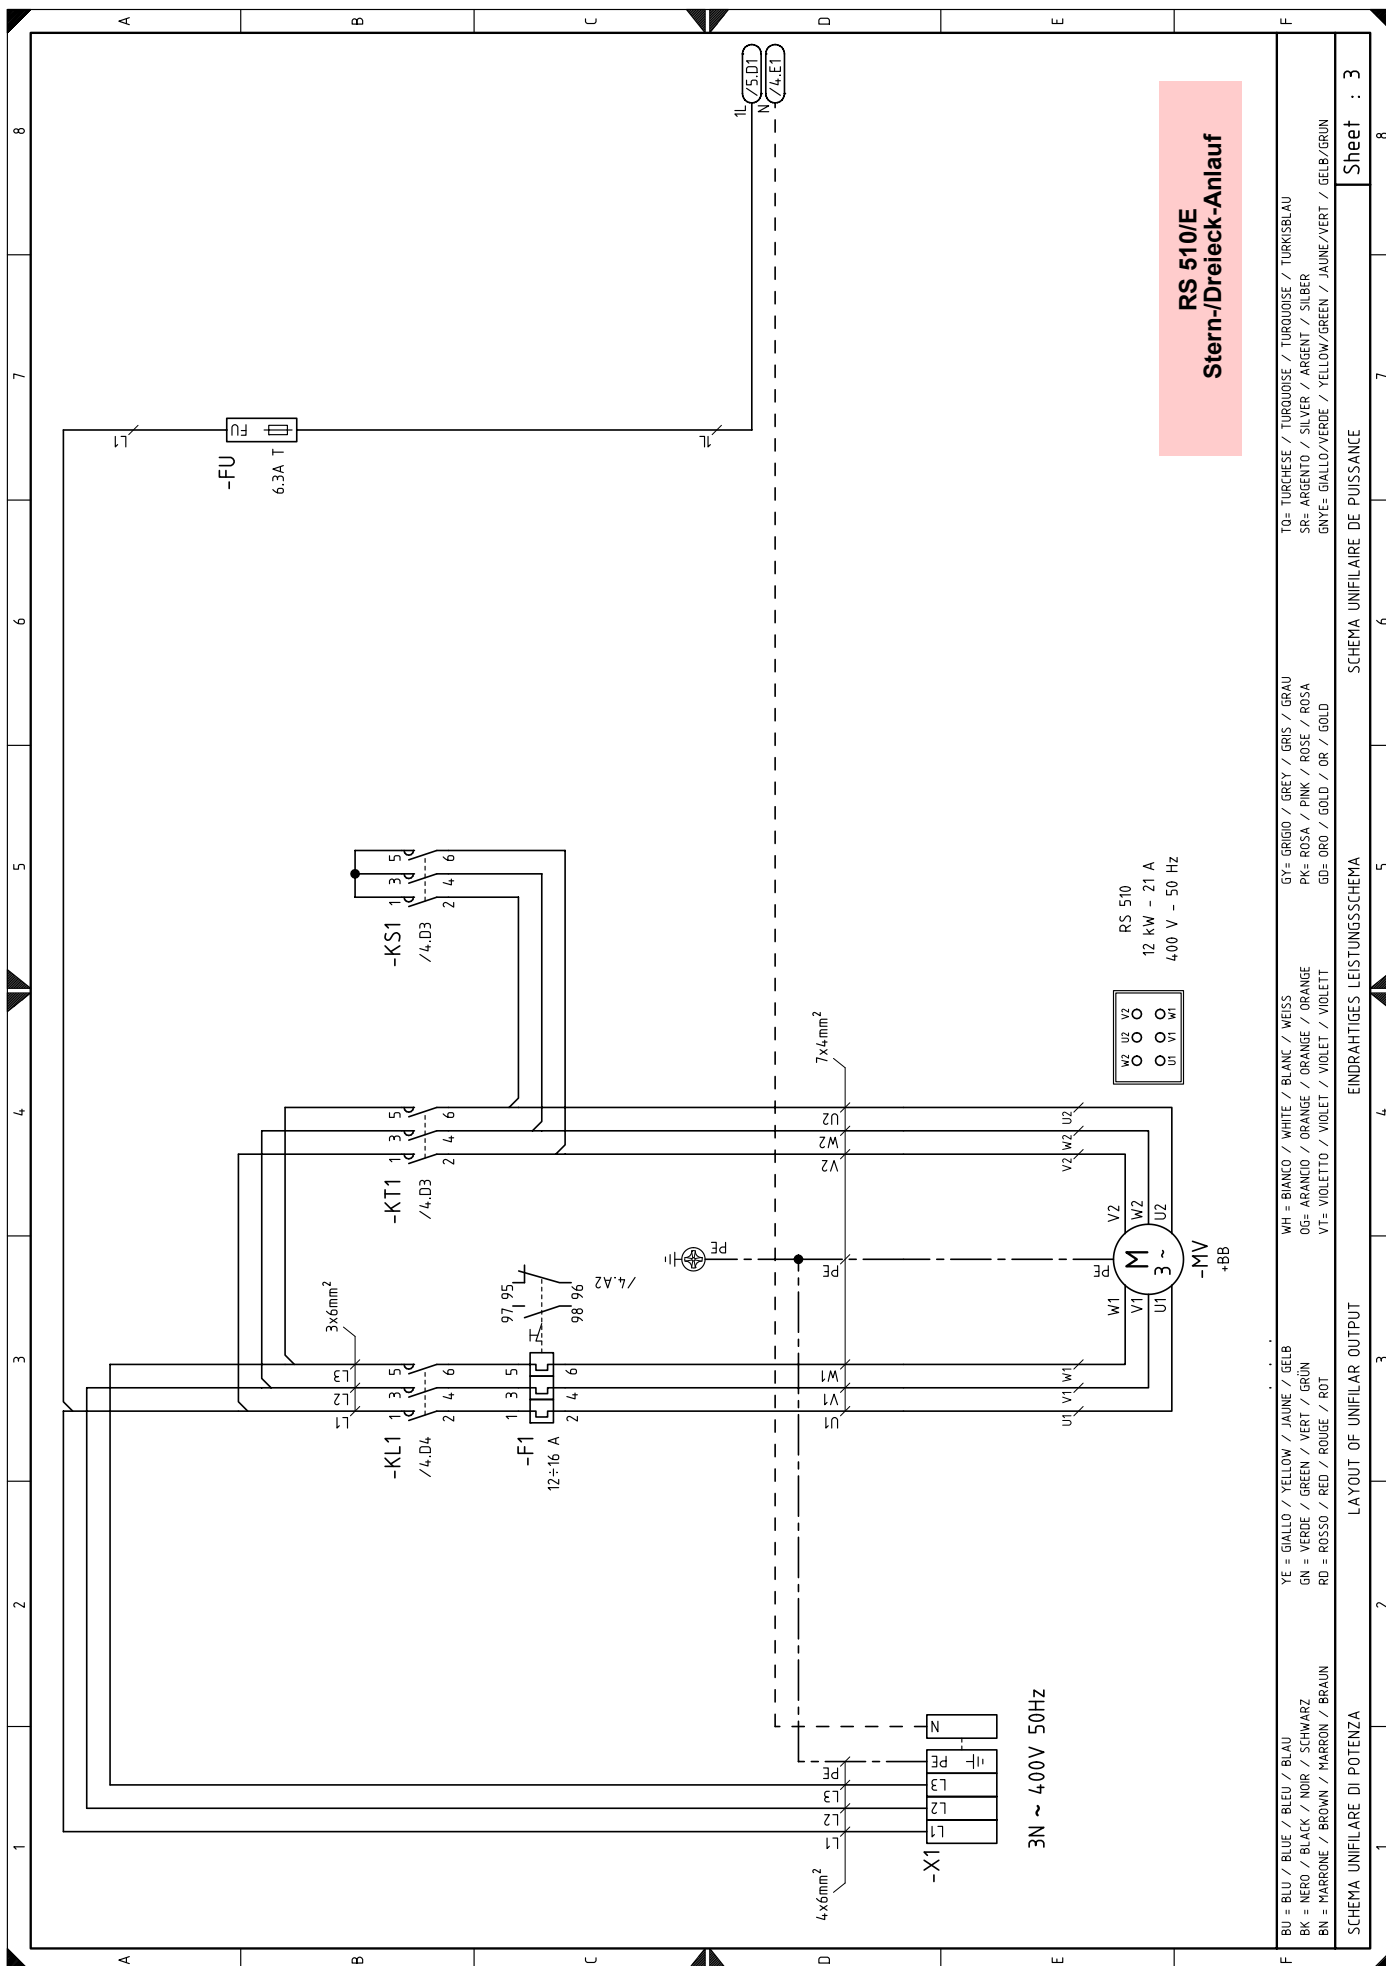 1 2 3 4 5 6 7 8
A
B
C
D
E
F
L1
-FU
FU
6.3A T
1L
1L
/5.D1
N
/4.E1
3x6mm²
L1 L2 L3
-KL1
/4.D4
1 3 5
2 4 6
-KT1
/4.D3
1 3 5
2 4 6
-KS1
/4.D3
1 3 5
2 4 6
-F1
12÷16 A
1 3 5
2 4 6
97 95
98 96
/4.A2
PE
4x6mm²
L1 L2 L3 PE
U1 V1 W1
PE
V2 W2 U2
7x4mm²
-X1
L1 L2 L3 PE N
3N ~ 400V 50Hz
U1 V1 W1
V2 W2 U2
W1
V1
U1
PE
V2
W2
U2
M
3 ~
-MV
+BB
W2 U2 V2
U1 V1 W1
RS 510
12 kW - 21 A
400 V - 50 Hz
RS 510/E
Stern-/Dreieck-Anlauf
BU = BLU / BLUE / BLEU / BLAU
BK = NERO / BLACK / NOIR / SCHWARZ
BN = MARRONE / BROWN / MARRON / BRAUN
YE = GIALLO / YELLOW / JAUNE / GELB
GN = VERDE / GREEN / VERT / GRÜN
RD = ROSSO / RED / ROUGE / ROT
WH = BIANCO / WHITE / BLANC / WEISS
OG= ARANCIO / ORANGE / ORANGE / ORANGE
VT= VIOLETTO / VIOLET / VIOLET / VIOLETT
GY= GRIGIO / GREY / GRIS / GRAU
PK= ROSA / PINK / ROSE / ROSA
GD= ORO / GOLD / OR / GOLD
TQ= TURCHESE / TURQUOISE / TURQUOISE / TURKISBLAU
SR= ARGENTO / SILVER / ARGENT / SILBER
GNYE= GIALLO/VERDE / YELLOW/GREEN / JAUNE/VERT / GELB/GRUN
SCHEMA UNIFILARE DI POTENZA
LAYOUT OF UNIFILAR OUTPUT
EINDRAHTIGES LEISTUNGSSCHEMA
SCHEMA UNIFILAIRE DE PUISSANCE
Sheet : 3
1 2 3 4 5 6 7 8
A
B
C
D
E
F